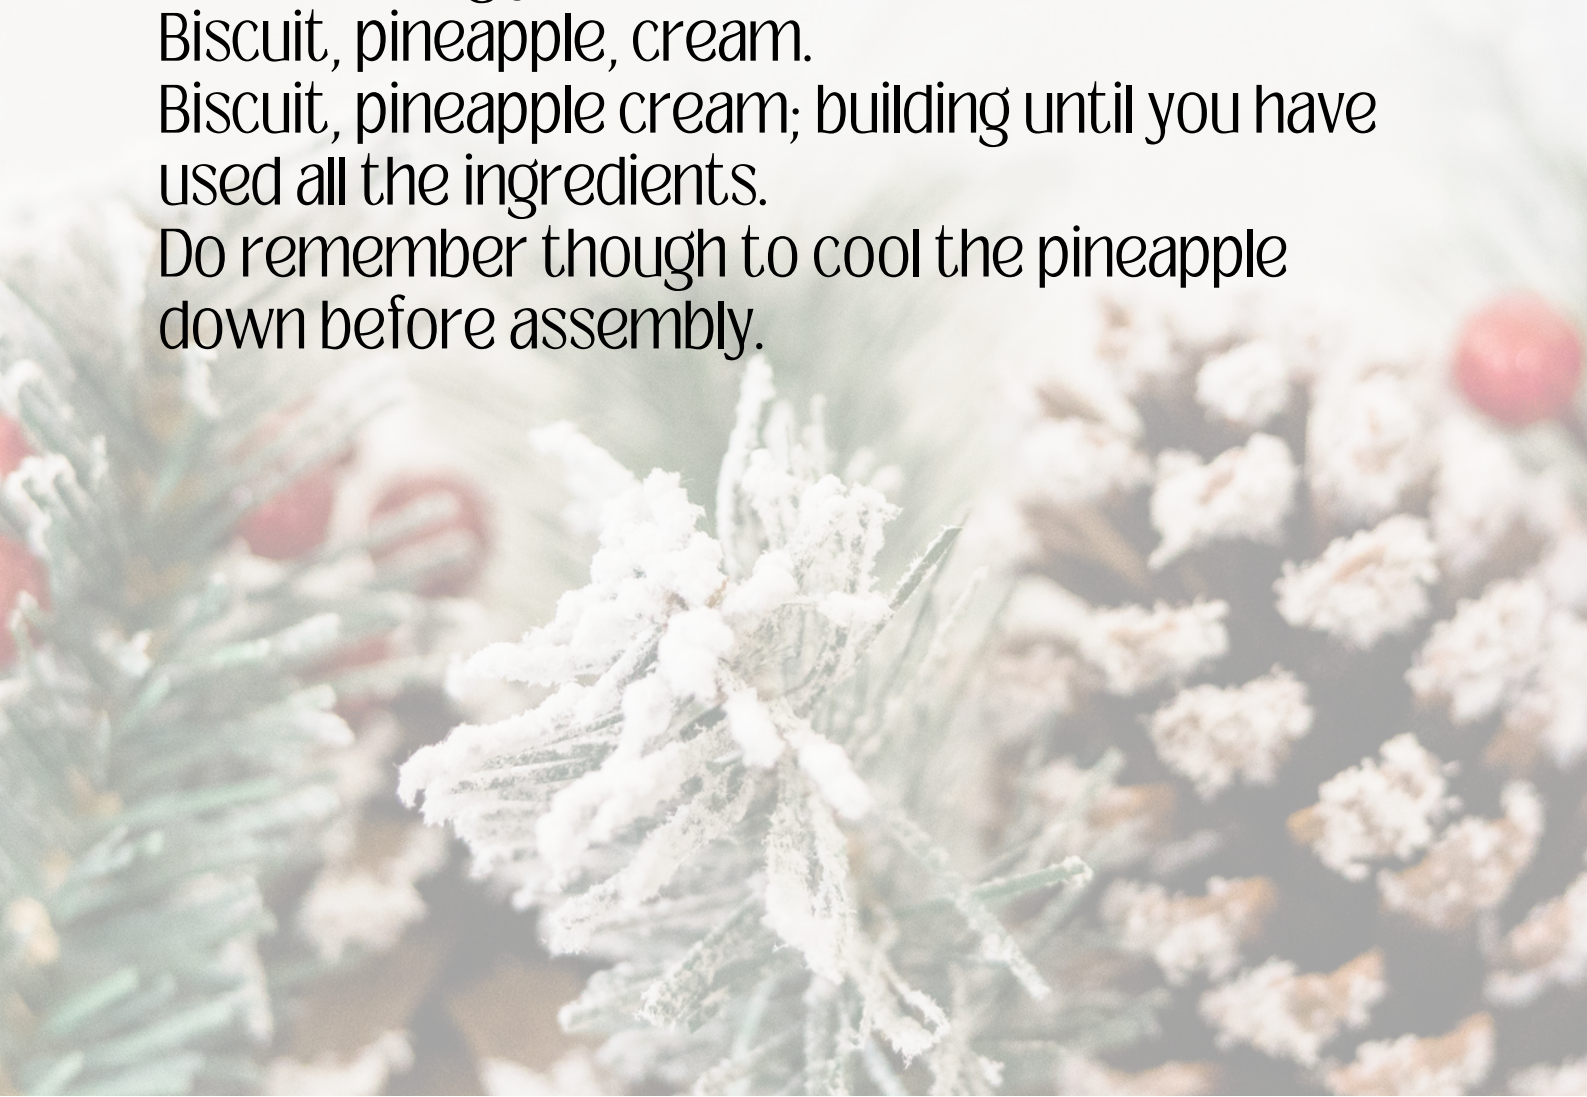 Biscuit, pineapple, cream.
Biscuit, pineapple cream; building until you have
used all the ingredients.
Do remember though to cool the pineapple
down before assembly.